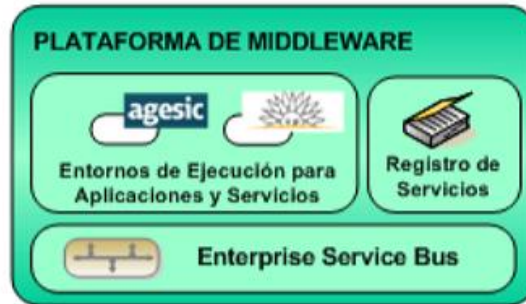 PLATAFORMA DE MIDDLEWARE
agesic
Entornos de Ejecución para
Aplicaciones y Servicios
Registro de
Servicios
Enterprise Service Bus